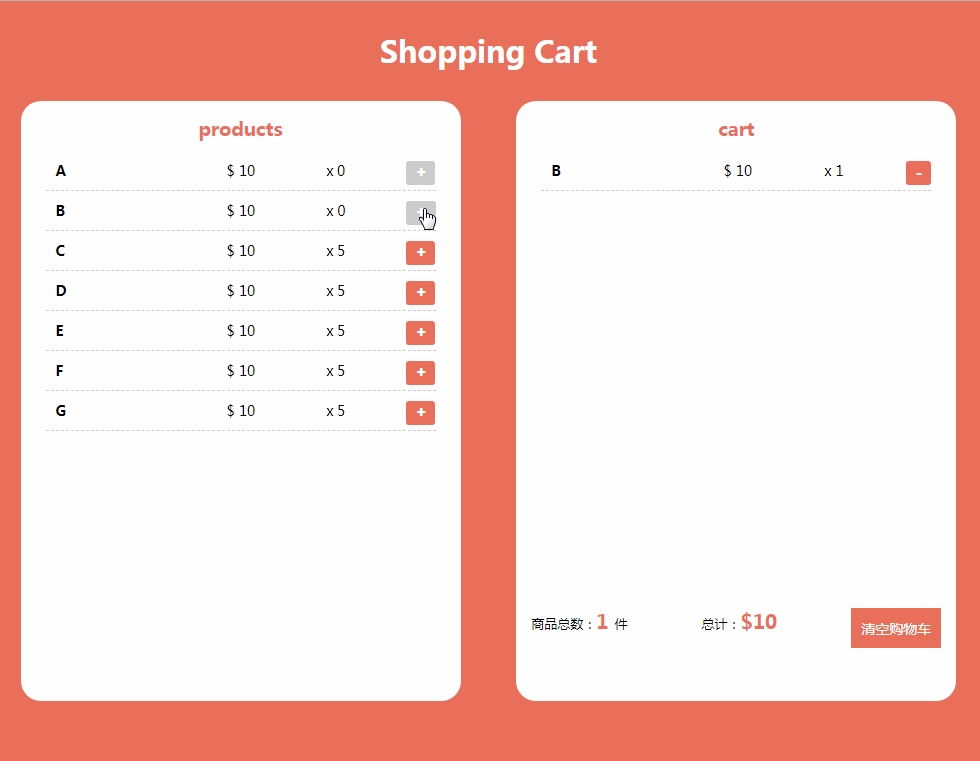 Shopping Cart
products
A $ 10 x 0 +
B $ 10 x 0
C $ 10 x 5 +
D $ 10 x 5 +
E $ 10 x 5 +
F $ 10 x 5 +
G $ 10 x 5 +
cart
B $ 10 x 1 -
商品总数：1 件 总计：$10 清空购物车